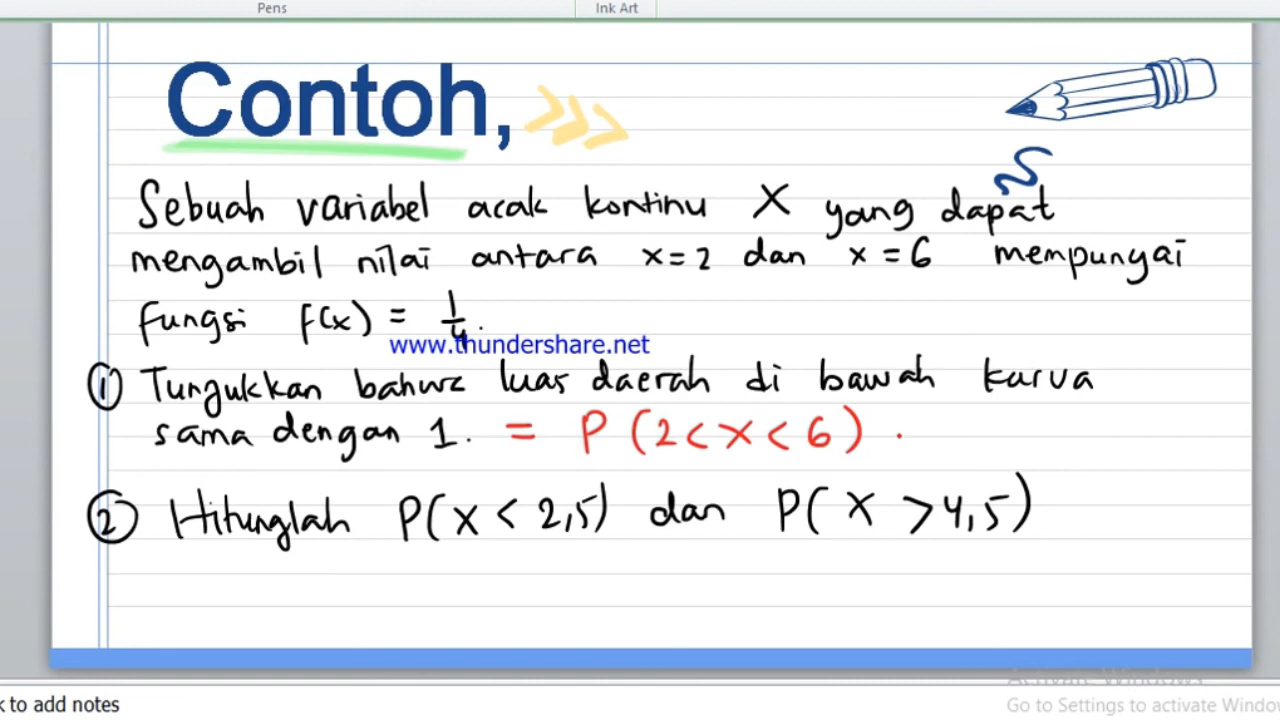 Pens Ink Art
Contoh,
Sebuah variabel acak kontinu X yang dapat
mengambil nilai antara x=2 dan x=6 mempunyai
fungsi f(x) = 1/4.
www.thundershare.net
① Tunjukkan bahwa luas daerah di bawah kurva
sama dengan 1. = P (2<X<6).
② Hitunglah P(X < 2,5) dan P(X > 4,5)
Activate Windows
k to add notes
Go to Settings to activate Window